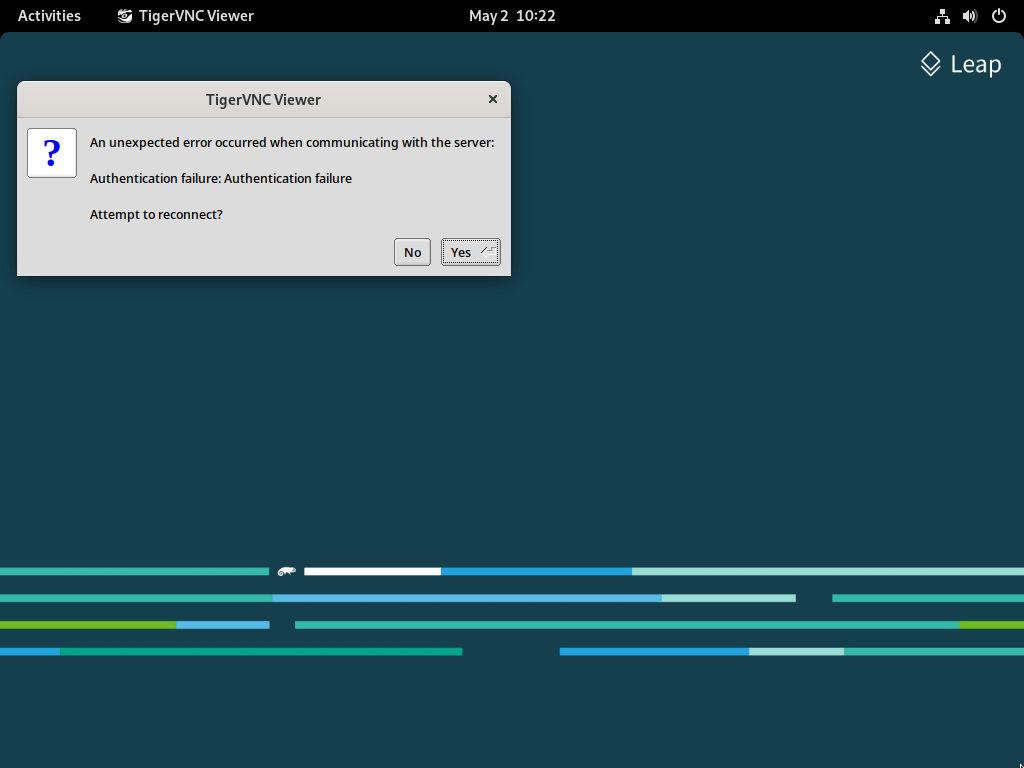 Activities TigerVNC Viewer May 2 10:22
Leap
TigerVNC Viewer
?
An unexpected error occurred when communicating with the server:
Authentication failure: Authentication failure
Attempt to reconnect?
No Yes